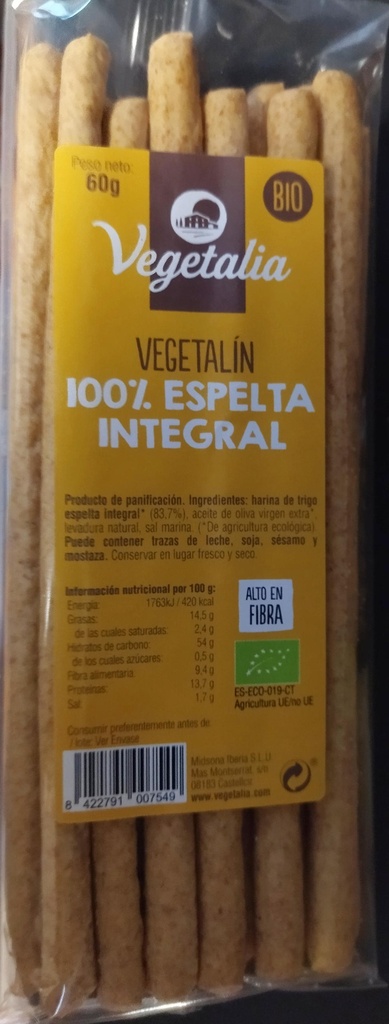 Peso neto:
60g
BIO
Vegetalia
VEGETALÍN
100% ESPELTA
INTEGRAL
Producto de panificación. Ingredientes: harina de trigo
espelta integral* (83,7%), aceite de oliva virgen extra*,
levadura natural, sal marina. (*De agricultura ecológica).
Puede contener trazas de leche, soja, sésamo y
mostaza. Conservar en lugar fresco y seco.
Información nutricional por 100 g:
Energía: 1763kJ / 420 kcal
Grasas: 14,5 g
de las cuales saturadas: 2,4 g
Hidratos de carbono: 54 g
de los cuales azúcares: 0,5 g
Fibra alimentaria: 9,4 g
Proteínas: 13,7 g
Sal: 1,7 g
ALTO EN
FIBRA
ES-ECO-019-CT
Agricultura UE/no UE
Consumir preferentemente antes de
/ lote: Ver Envase
8 422791 007549
Midsona Iberia S.L.U
Mas Montserrat, s/n
08183 Castellcir
www.vegetalia.com